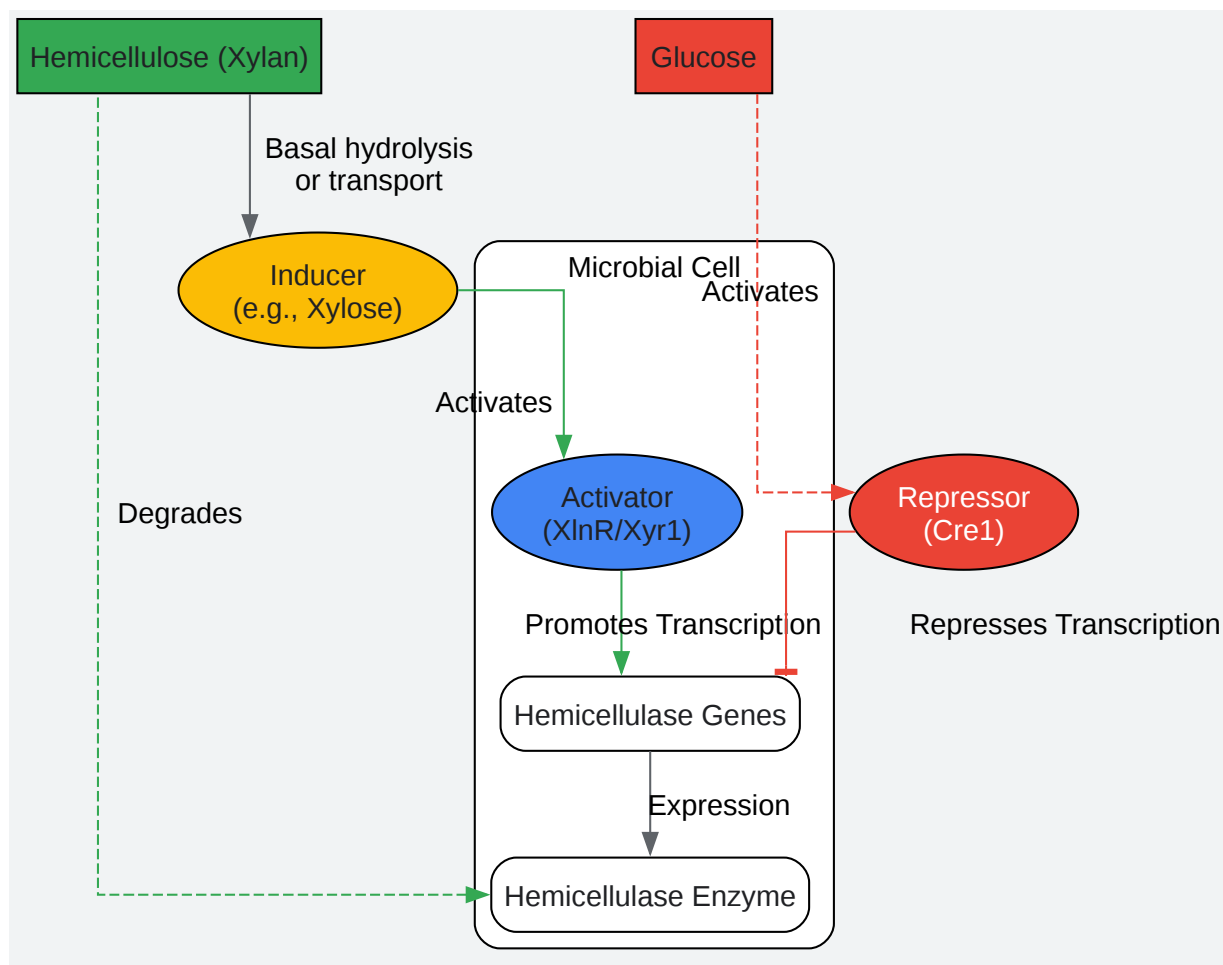 Hemicellulose (Xylan)
Glucose
Basal hydrolysis
or transport
Inducer
(e.g., Xylose)
Microbial Cell
Activates
Activates
Activator
(XlnR/Xyr1)
Repressor
(Cre1)
Degrades
Promotes Transcription
Represses Transcription
Hemicellulase Genes
Expression
Hemicellulase Enzyme